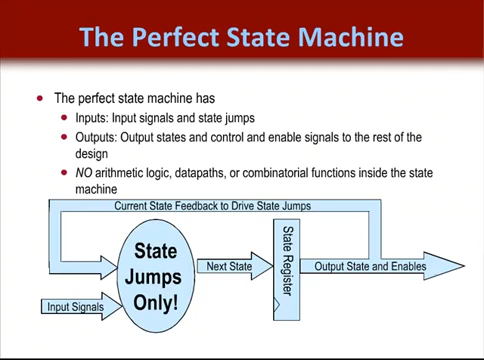 The Perfect State Machine
The perfect state machine has
Inputs: Input signals and state jumps
Outputs: Output states and control and enable signals to the rest of the
design
NO arithmetic logic, datapaths, or combinatorial functions inside the state
machine
Current State Feedback to Drive State Jumps
State
Jumps
Only!
Next State
State Register
Output State and Enables
Input Signals